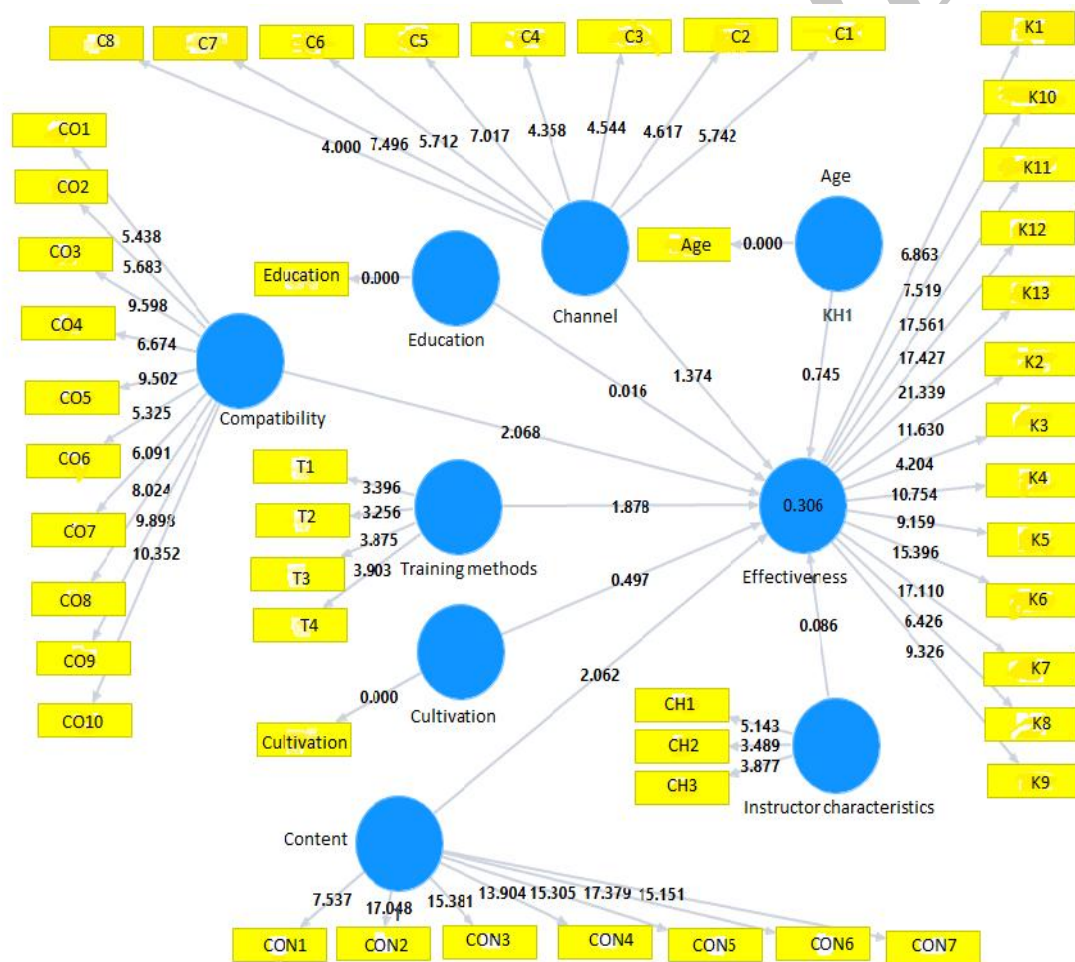 C8 C7 C6 C5 C4 C3 C2 C1 K1
K10
CO1
4.000 7.496 5.712 7.017 4.358 4.544 4.617 5.742
K11
CO2
Age
K12
5.438
CO3
5.683
Education 0.000
Age 0.000
6.863
K13
9.598
7.519
CO4
Channel
KH1
17.561
6.674
Education
17.427
K2
9.502
1.374
0.745
21.339
CO5
0.016
5.325
Compatibility
2.068
11.630
K3
CO6
6.091
T1
4.204
8.024
3.396
10.754
K4
9.898
T2
3.256
1.878
0.306
9.159
K5
CO7
10.352
3.875
15.396
T3
3.903
Training methods
Effectiveness
17.110
K6
CO8
0.497
6.426
T4
0.086
9.326
CO9
2.062
K7
0.000
CH1
5.143
CO10
Cultivation
K8
Cultivation
CH2
3.489
CH3
3.877
K9
Instructor characteristics
Content
7.537 17.048 15.381 13.904 15.305 17.379 15.151
CON1 CON2 CON3 CON4 CON5 CON6 CON7